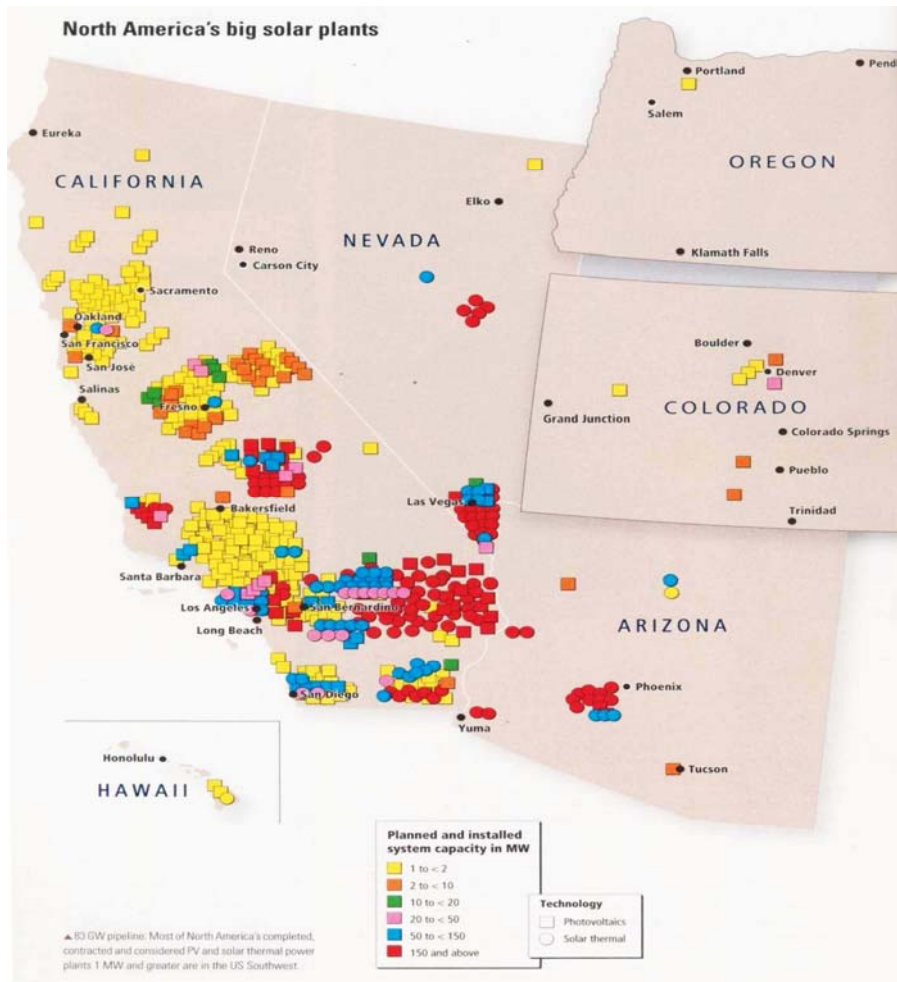 North America's big solar plants
Portland
Pend
Salem
OREGON
Klamath Falls
Eureka
CALIFORNIA
Elko
NEVADA
Reno
Carson City
Sacramento
Oakland
San Francisco
San José
Salinas
Fresno
Boulder
Denver
Grand Junction
COLORADO
Colorado Springs
Pueblo
Trinidad
Las Vegas
Bakersfield
Santa Barbara
Los Angeles
San Bernardino
Long Beach
ARIZONA
San Diego
Phoenix
Yuma
Tucson
Honolulu
HAWAII
Planned and installed
system capacity in MW
1 to < 2
2 to < 10
10 to < 20
20 to < 50
50 to < 150
150 and above
Technology
Photovoltaics
Solar thermal
▲ 83 GW pipeline: Most of North America's completed,
contracted and considered PV and solar thermal power
plants 1 MW and greater are in the US Southwest.